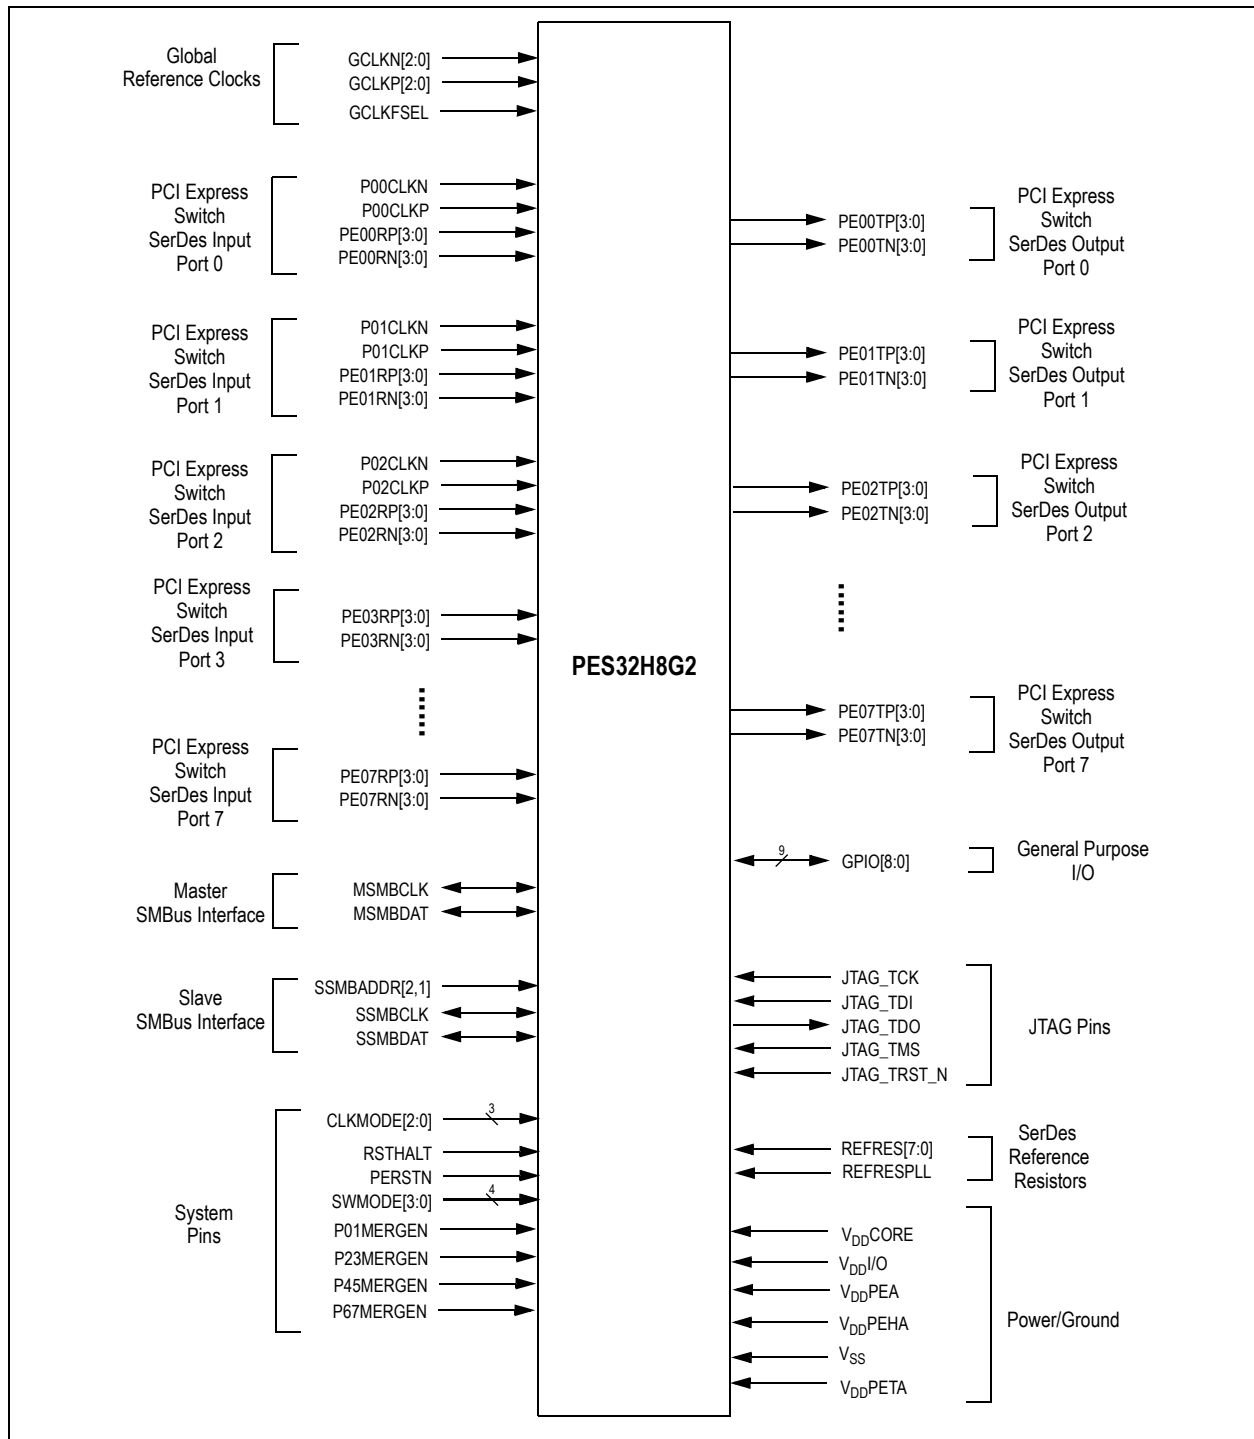 Global
Reference Clocks
GCLKN[2:0]
GCLKP[2:0]
GCLKFSEL
PCI Express
Switch
SerDes Input
Port 0
P00CLKN
P00CLKP
PE00RP[3:0]
PE00RN[3:0]
PCI Express
Switch
SerDes Input
Port 1
P01CLKN
P01CLKP
PE01RP[3:0]
PE01RN[3:0]
PCI Express
Switch
SerDes Input
Port 2
P02CLKN
P02CLKP
PE02RP[3:0]
PE02RN[3:0]
PCI Express
Switch
SerDes Input
Port 3
PE03RP[3:0]
PE03RN[3:0]
PCI Express
Switch
SerDes Input
Port 7
PE07RP[3:0]
PE07RN[3:0]
Master
SMBus Interface
MSMBCLK
MSMBDAT
Slave
SMBus Interface
SSMBADDR[2,1]
SSMBCLK
SSMBDAT
System
Pins
CLKMODE[2:0]
3
RSTHALT
PERSTN
SWMODE[3:0]
4
P01MERGEN
P23MERGEN
P45MERGEN
P67MERGEN
PES32H8G2
PE00TP[3:0]
PE00TN[3:0]
PCI Express
Switch
SerDes Output
Port 0
PE01TP[3:0]
PE01TN[3:0]
PCI Express
Switch
SerDes Output
Port 1
PE02TP[3:0]
PE02TN[3:0]
PCI Express
Switch
SerDes Output
Port 2
PE07TP[3:0]
PE07TN[3:0]
PCI Express
Switch
SerDes Output
Port 7
9
GPIO[8:0]
General Purpose
I/O
JTAG_TCK
JTAG_TDI
JTAG_TDO
JTAG_TMS
JTAG_TRST_N
JTAG Pins
REFRES[7:0]
REFRESPLL
SerDes
Reference
Resistors
VDDCORE
VDDI/O
VDDPEA
VDDPEHA
VSS
VDDPETA
Power/Ground